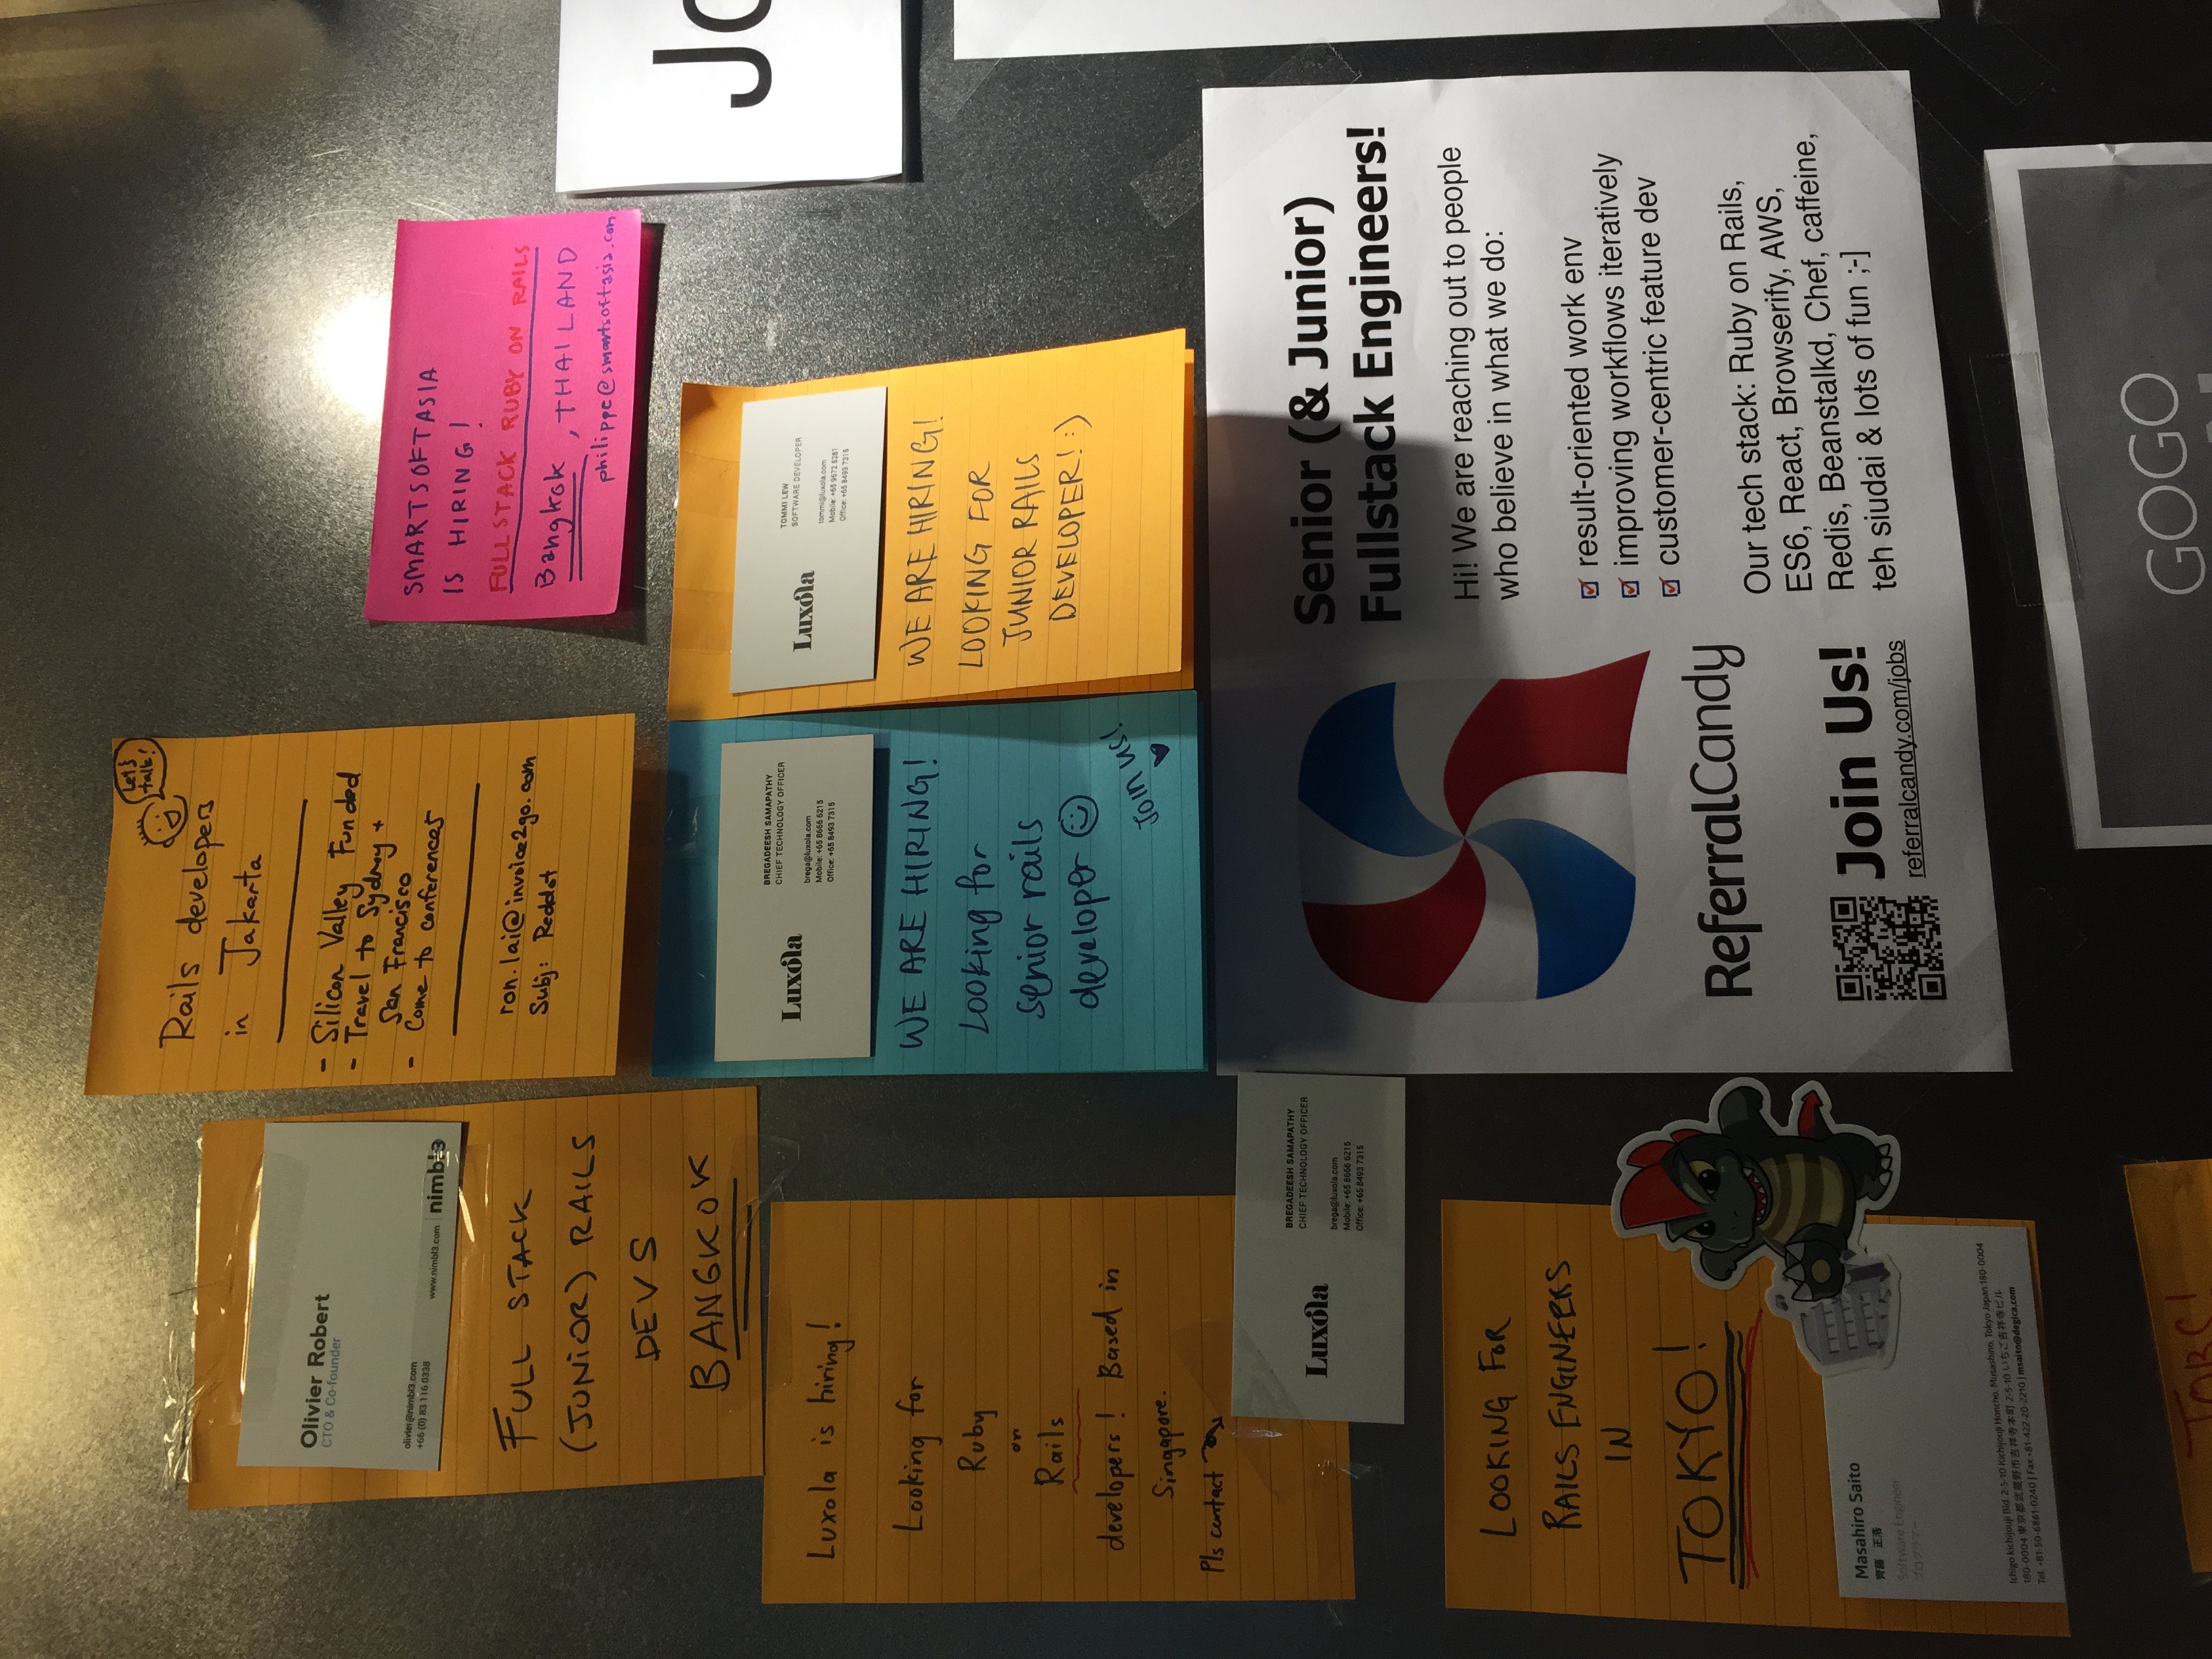 Olivier Robert
CTO & Co-founder
olivier@nimbl3.com
+66 (0) 83 116 0338
www.nimbl3.com
nimbl3
FULL STACK
(JUNIOR) RAILS
DEVS
BANGKOK
Let's
talk!
Rails developers
in Jakarta
- Silicon Valley Funded
- Travel to Sydney +
San Francisco
- Come to conferences
ron.lai@invoice2go.com
Subj: Reddot
SMARTSOFTASIA
IS HIRING!
FULLSTACK RUBY ON RAILS
Bangkok, THAILAND
philippe@smartsoftasia.com
Luxola is hiring!
Looking for
Ruby
on
Rails
developers! Based in
Singapore.
Pls contact
Luxola
BREGADEESH SAMAPATHY
CHIEF TECHNOLOGY OFFICER
brega@luxola.com
Mobile: +65 8666 6215
Office: +65 8493 7315
Luxola
BREGADEESH SAMAPATHY
CHIEF TECHNOLOGY OFFICER
brega@luxola.com
Mobile: +65 8666 6215
Office: +65 8493 7315
WE ARE HIRING!
Looking for
senior rails
developer
Join us!
Luxola
TOMMI LEW
SOFTWARE DEVELOPER
tommi@luxola.com
Mobile: +65 9672 5281
Office: +65 8493 7315
WE ARE HIRING!
LOOKING FOR
JUNIOR RAILS
DEVELOPER! :)
LOOKING FOR
RAILS ENGINEERS
IN
TOKYO!
Masahiro Saito
齊藤 正浩
Software Engineer
プログラマー
Ichigo kichijouji Bld. 2-5-10 Kichijouji Honcho, Musashino, Tokyo Japan 180-0004
180-0004 東京都武蔵野市吉祥寺本町 2-5-10 いちご吉祥寺ビル
Tel. +81-50-6861-0240 | Fax +81-422-20-2210 | msaito@degica.com
ReferralCandy
Join Us!
referralcandy.com/jobs
Senior (& Junior)
Fullstack Engineers!
Hi! We are reaching out to people
who believe in what we do:
result-oriented work env
improving workflows iteratively
customer-centric feature dev
Our tech stack: Ruby on Rails,
ES6, React, Browserify, AWS,
Redis, Beanstalkd, Chef, caffeine,
teh siudai & lots of fun ;-]
Jo
JOBS!
GOGO